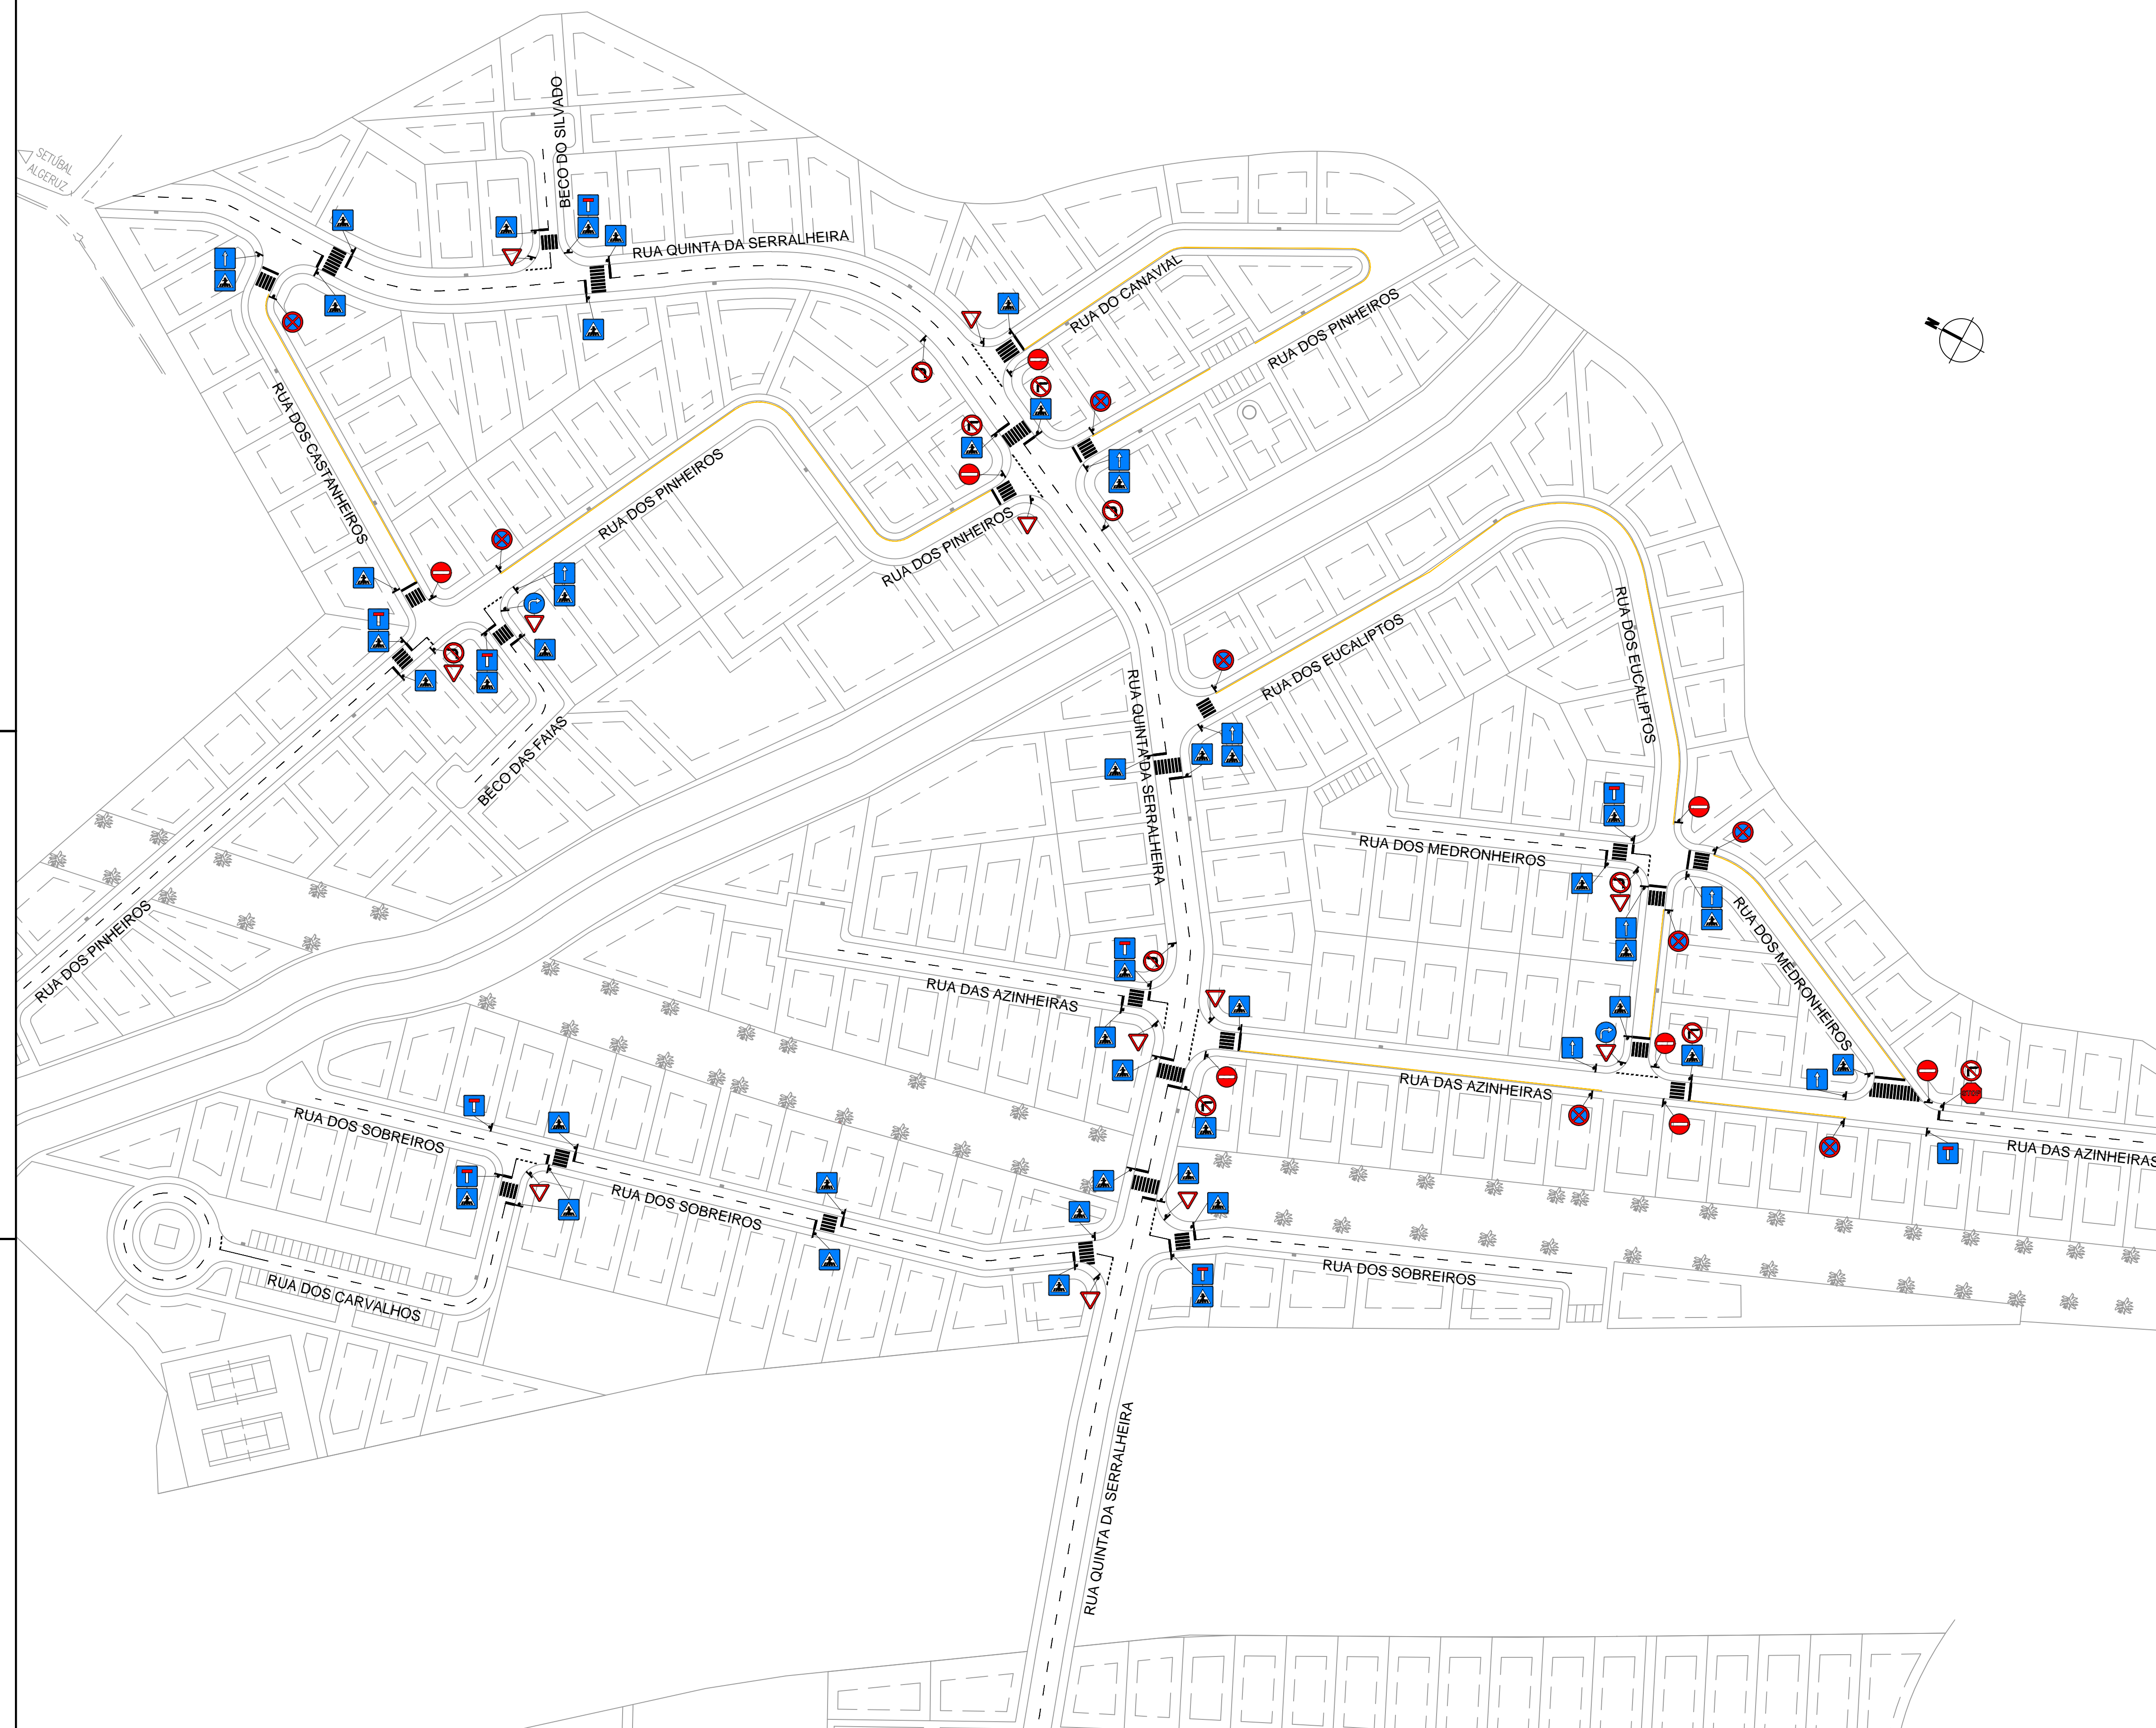 BECO DO SILVADO
SETÚBAL
ALGERUZ
RUA QUINTA DA SERRALHEIRA
RUA DO CANAVIAL
RUA DOS PINHEIROS
N
RUA DOS CASTANHEIROS
RUA DOS PINHEIROS
RUA DOS PINHEIROS
RUA DOS EUCALIPTOS
RUA DOS EUCALIPTOS
RUA QUINTA DA SERRALHEIRA
BECO DAS FAIAS
RUA DOS MEDRONHEIROS
RUA DOS PINHEIROS
RUA DOS MEDRONHEIROS
RUA DAS AZINHEIRAS
RUA DAS AZINHEIRAS
STOP
RUA DOS SOBREIROS
RUA DAS AZINHEIRAS
RUA DOS SOBREIROS
RUA DOS SOBREIROS
RUA DOS CARVALHOS
RUA QUINTA DA SERRALHEIRA